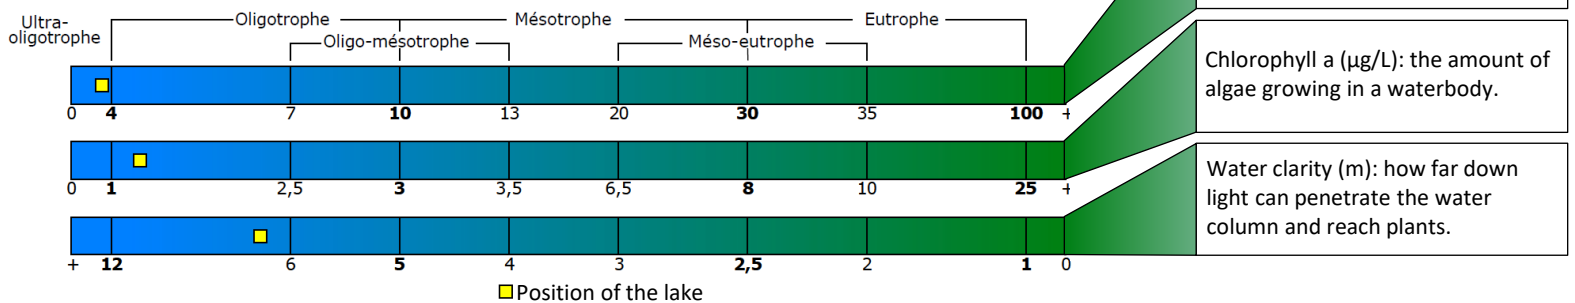 Ultra-
oligotrophe
Oligotrophe
Mésotrophe
Eutrophe
Oligo-mésotrophe
Méso-eutrophe
0 4 7 10 13 20 30 35 100 +
Chlorophyll a (µg/L): the amount of
algae growing in a waterbody.
0 1 2,5 3 3,5 6,5 8 10 25 +
Water clarity (m): how far down
light can penetrate the water
column and reach plants.
+ 12 6 5 4 3 2,5 2 1 0
Position of the lake